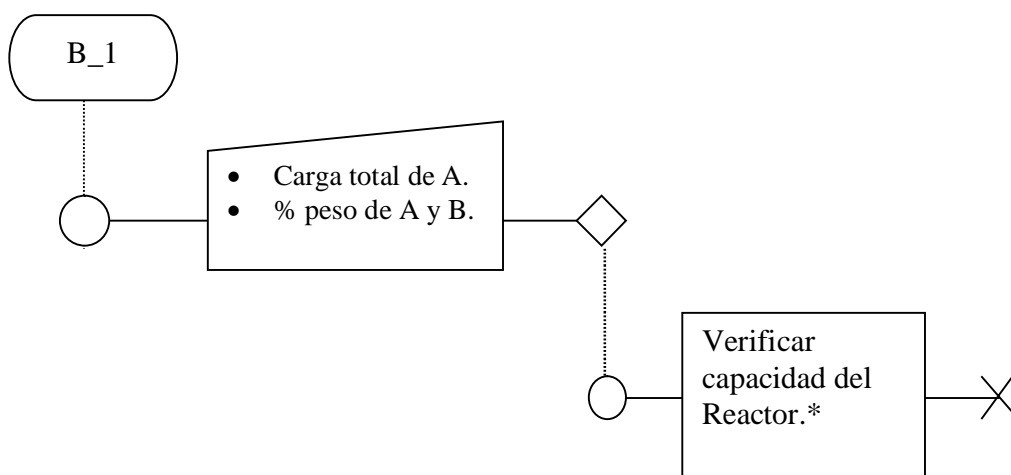 B_1
• Carga total de A.
• % peso de A y B.
Verificar
capacidad del
Reactor.*